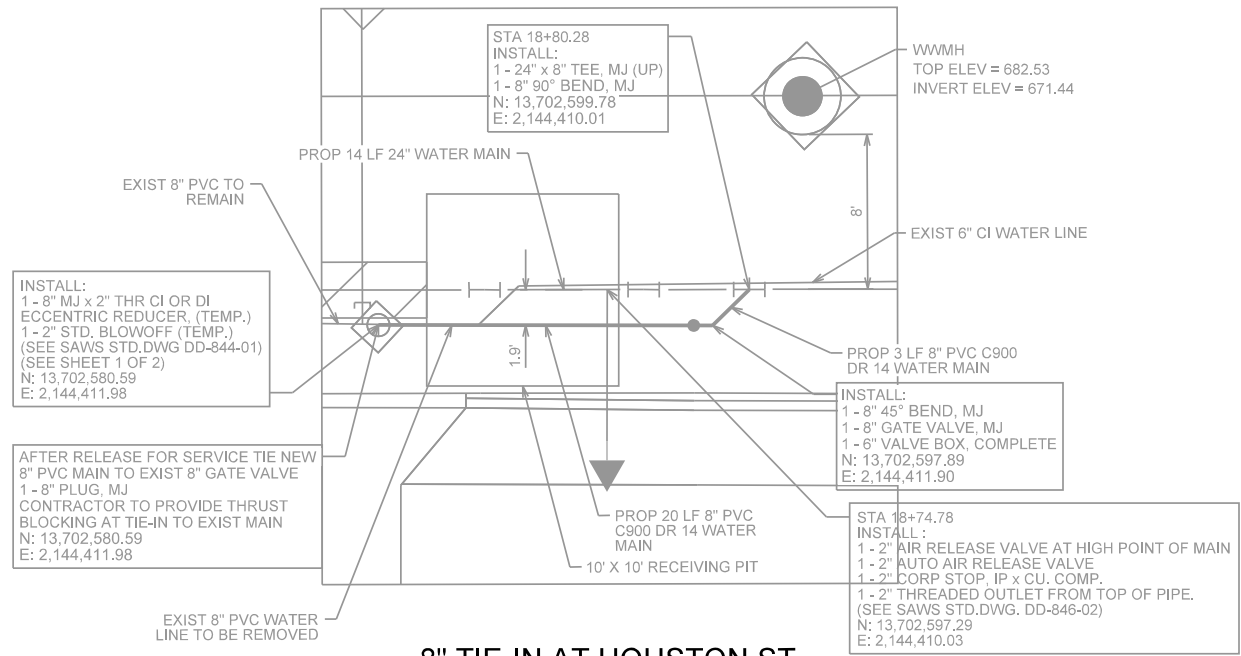 STA 18+80.28
INSTALL:
1 - 24" x 8" TEE, MJ (UP)
1 - 8" 90° BEND, MJ
N: 13,702,599.78
E: 2,144,410.01
WWMH
TOP ELEV = 682.53
INVERT ELEV = 671.44
PROP 14 LF 24" WATER MAIN
EXIST 8" PVC TO
REMAIN
8'
EXIST 6" CI WATER LINE
INSTALL:
1 - 8" MJ x 2" THR CI OR DI
ECCENTRIC REDUCER, (TEMP.)
1 - 2" STD. BLOWOFF (TEMP.)
(SEE SAWS STD.DWG DD-844-01)
(SEE SHEET 1 OF 2)
N: 13,702,580.59
E: 2,144,411.98
1.9'
PROP 3 LF 8" PVC C900
DR 14 WATER MAIN
INSTALL:
1 - 8" 45° BEND, MJ
1 - 8" GATE VALVE, MJ
1 - 6" VALVE BOX, COMPLETE
N: 13,702,597.89
E: 2,144,411.90
AFTER RELEASE FOR SERVICE TIE NEW
8" PVC MAIN TO EXIST 8" GATE VALVE
1 - 8" PLUG, MJ
CONTRACTOR TO PROVIDE THRUST
BLOCKING AT TIE-IN TO EXIST MAIN
N: 13,702,580.59
E: 2,144,411.98
PROP 20 LF 8" PVC
C900 DR 14 WATER
MAIN
10' X 10' RECEIVING PIT
STA 18+74.78
INSTALL:
1 - 2" AIR RELEASE VALVE AT HIGH POINT OF MAIN
1 - 2" AUTO AIR RELEASE VALVE
1 - 2" CORP STOP, IP x CU. COMP.
1 - 2" THREADED OUTLET FROM TOP OF PIPE.
(SEE SAWS STD.DWG. DD-846-02)
N: 13,702,597.29
E: 2,144,410.03
EXIST 8" PVC WATER
LINE TO BE REMOVED
8" TIE-IN AT HOUSTON ST